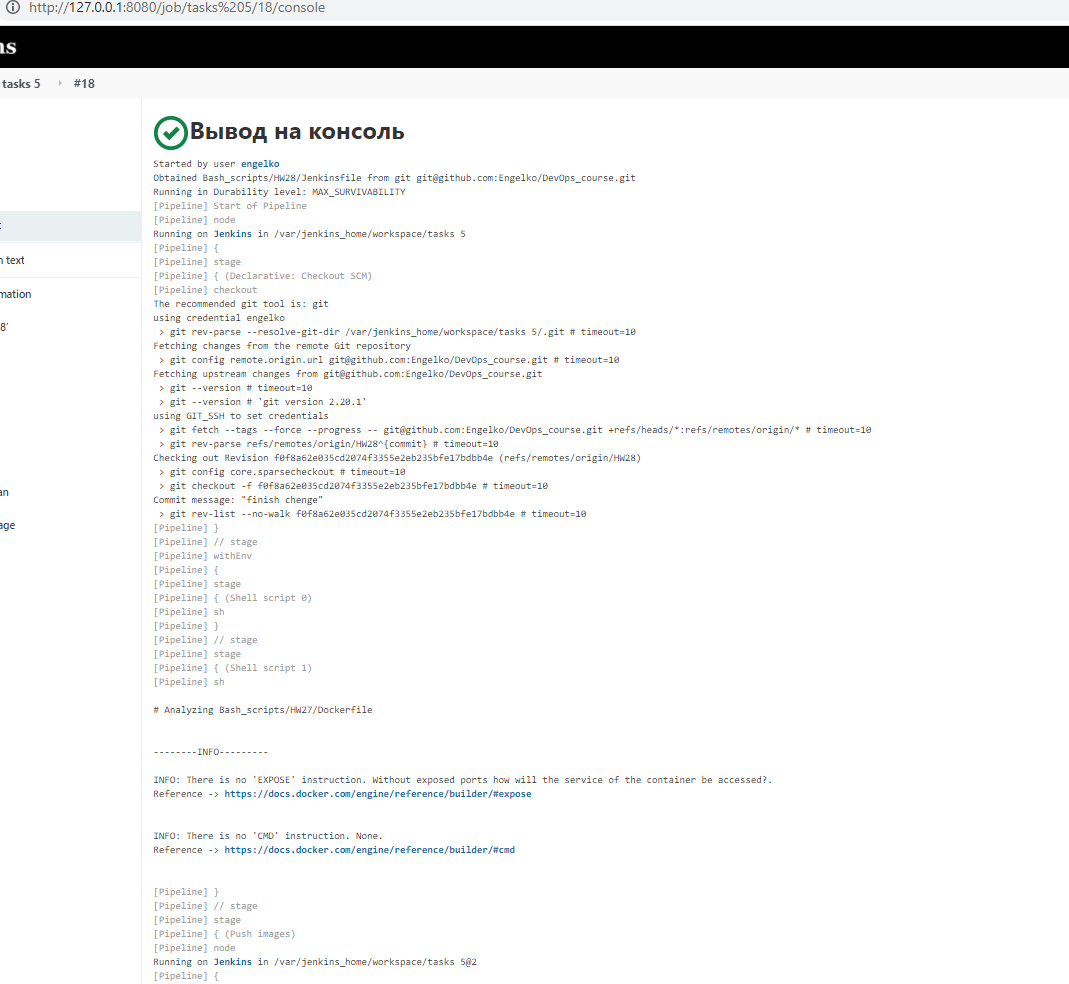 http://127.0.0.1:8080/job/tasks%205/18/console
ns
tasks 5
#18
Вывод на консоль
Started by user engelko
Obtained Bash_scripts/HW28/Jenkinsfile from git git@github.com:Engelko/DevOps_course.git
Running in Durability level: MAX_SURVIVABILITY
[Pipeline] Start of Pipeline
[Pipeline] node
Running on Jenkins in /var/jenkins_home/workspace/tasks 5
[Pipeline] {
[Pipeline] stage
[Pipeline] { (Declarative: Checkout SCM)
[Pipeline] checkout
The recommended git tool is: git
using credential engelko
> git rev-parse --resolve-git-dir /var/jenkins_home/workspace/tasks 5/.git # timeout=10
Fetching changes from the remote Git repository
> git config remote.origin.url git@github.com:Engelko/DevOps_course.git # timeout=10
Fetching upstream changes from git@github.com:Engelko/DevOps_course.git
> git --version # timeout=10
> git --version # 'git version 2.20.1'
using GIT_SSH to set credentials
> git fetch --tags --force --progress -- git@github.com:Engelko/DevOps_course.git +refs/heads/*:refs/remotes/origin/* # timeout=10
> git rev-parse refs/remotes/origin/HW28^{commit} # timeout=10
Checking out Revision f0f8a62e035cd2074f3355e2eb235bfe17bdbb4e (refs/remotes/origin/HW28)
> git config core.sparsecheckout # timeout=10
> git checkout -f f0f8a62e035cd2074f3355e2eb235bfe17bdbb4e # timeout=10
Commit message: "finish chenge"
> git rev-list --no-walk f0f8a62e035cd2074f3355e2eb235bfe17bdbb4e # timeout=10
[Pipeline] }
[Pipeline] // stage
[Pipeline] withEnv
[Pipeline] {
[Pipeline] stage
[Pipeline] { (Shell script 0)
[Pipeline] sh
[Pipeline] }
[Pipeline] // stage
[Pipeline] stage
[Pipeline] { (Shell script 1)
[Pipeline] sh
# Analyzing Bash_scripts/HW27/Dockerfile
--------INFO---------
INFO: There is no 'EXPOSE' instruction. Without exposed ports how will the service of the container be accessed?.
Reference -> https://docs.docker.com/engine/reference/builder/#expose
INFO: There is no 'CMD' instruction. None.
Reference -> https://docs.docker.com/engine/reference/builder/#cmd
[Pipeline] }
[Pipeline] // stage
[Pipeline] stage
[Pipeline] { (Push images)
[Pipeline] node
Running on Jenkins in /var/jenkins_home/workspace/tasks 5@2
[Pipeline] {
n text
mation
8'
an
age